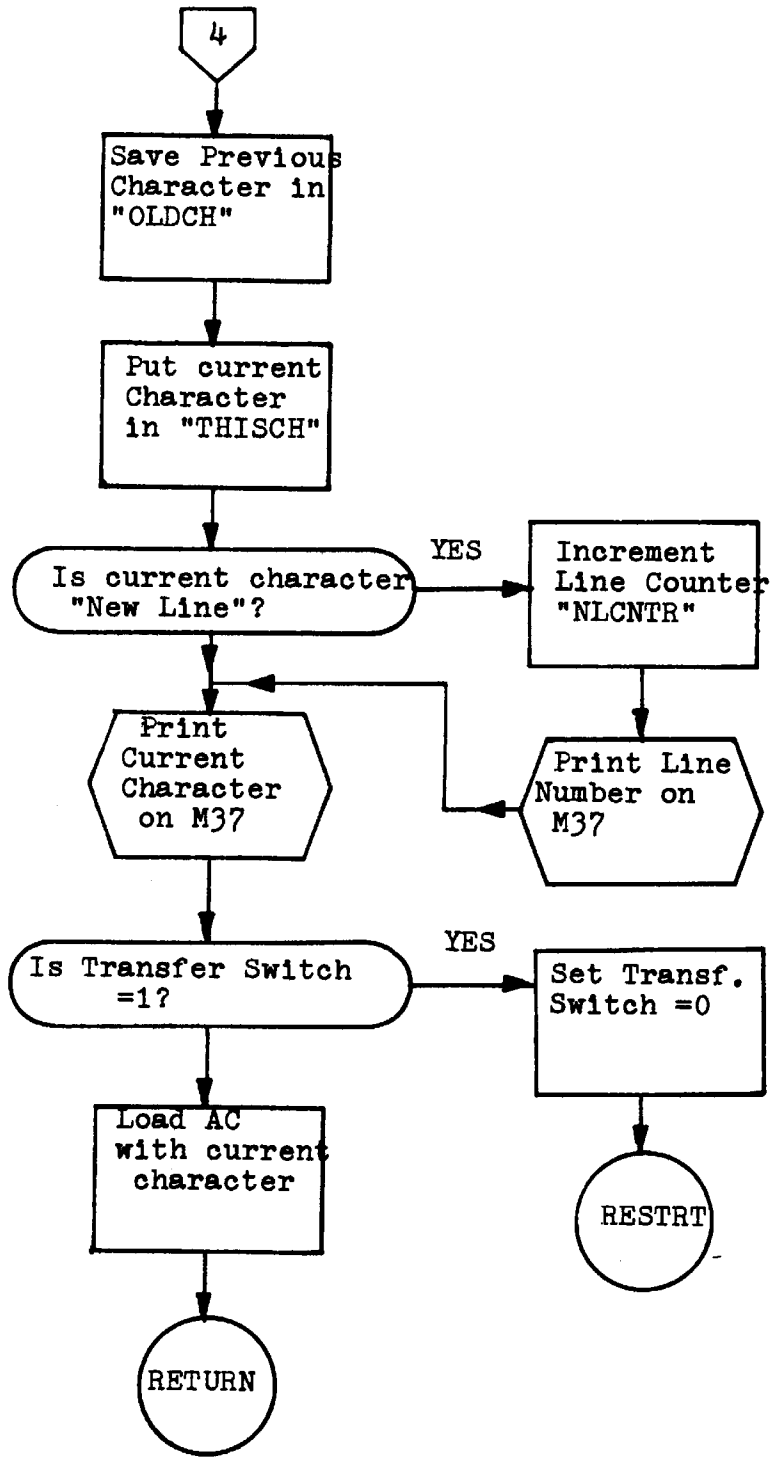 4
Save Previous
Character in
"OLDCH"
Put current
Character
in "THISCH"
Is current character
"New Line"?
YES
Increment
Line Counter
"NLCNTR"
Print
Current
Character
on M37
Print Line
Number on
M37
Is Transfer Switch
=1?
YES
Set Transf.
Switch =0
Load AC
with current
character
RESTRT
RETURN